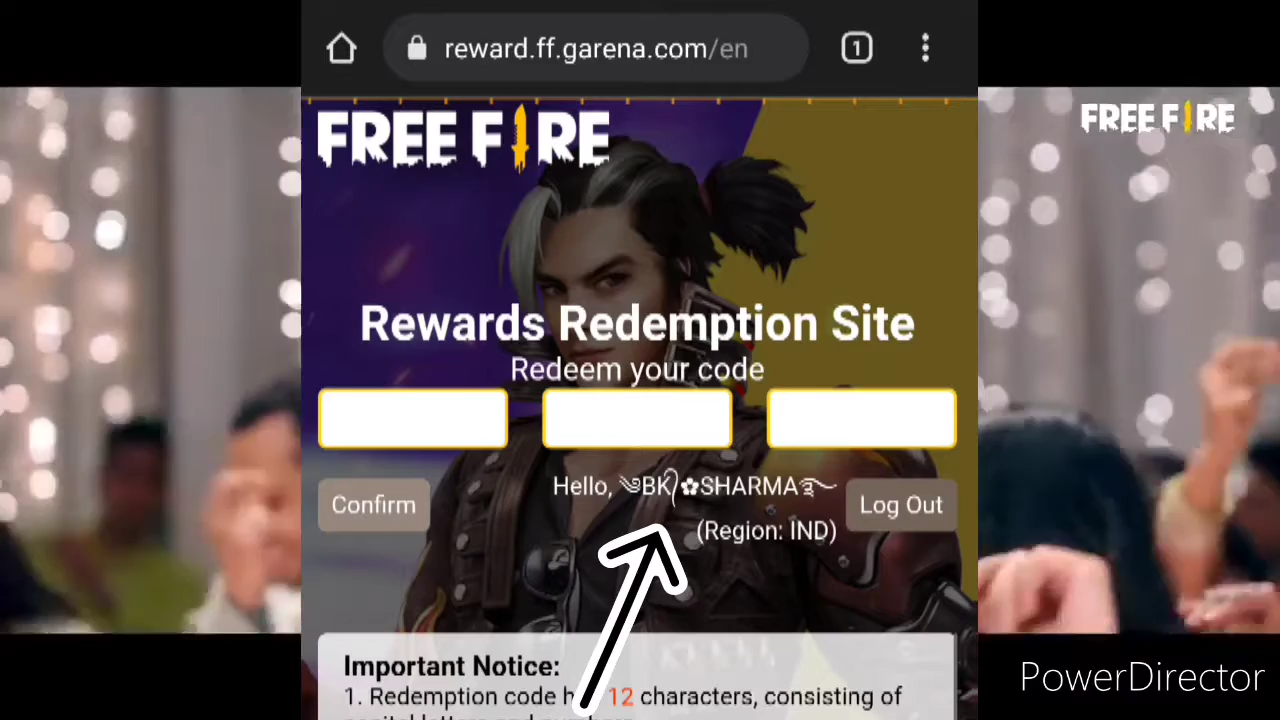 reward.ff.garena.com/en
1
FREE FIRE
FREE FIRE
Rewards Redemption Site
Redeem your code
Hello, ༄BK᭄✿SHARMA࿐
Confirm
Log Out
(Region: IND)
Important Notice:
1. Redemption code h 12 characters, consisting of
PowerDirector